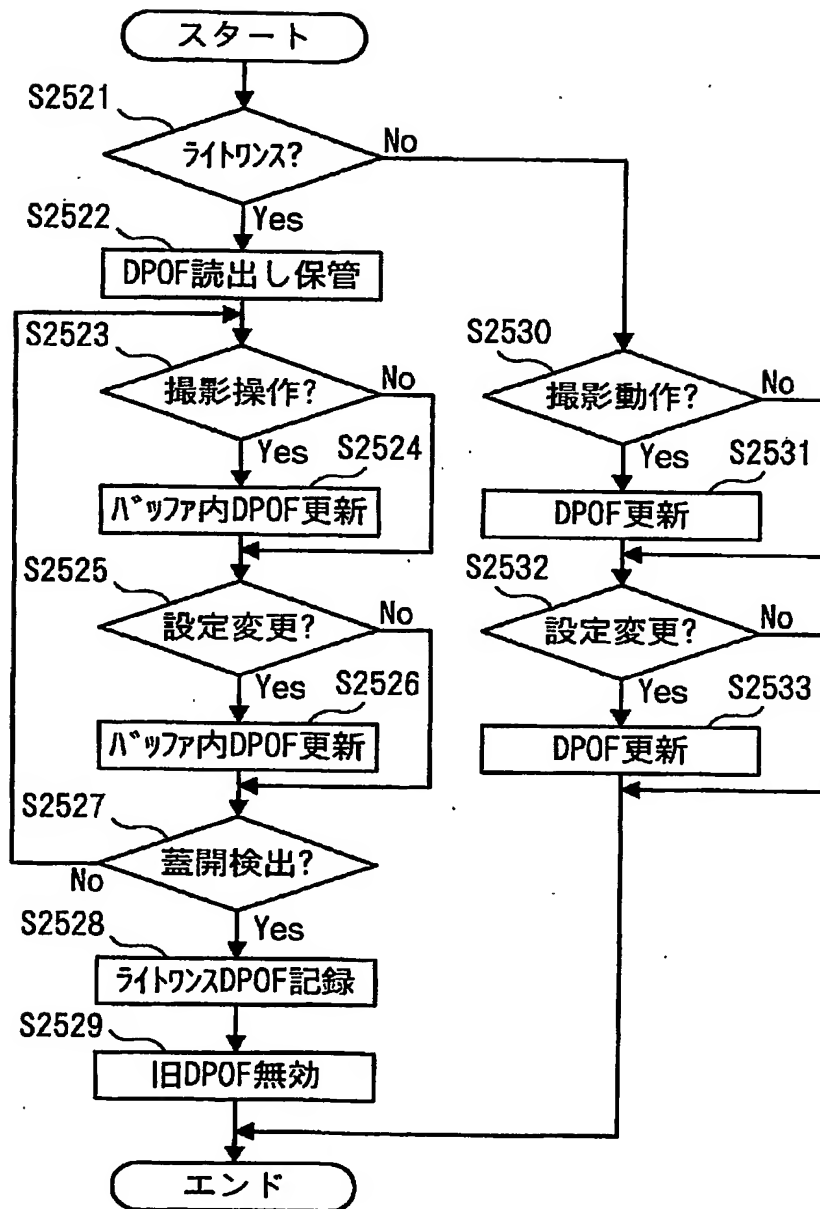 スタート
S2521
ﾗｲﾄﾜﾝｽ?
No
Yes
S2522
DPOF読出し保管
S2523
撮影操作?
No
Yes
S2524
ﾊﾞｯﾌｧ内DPOF更新
S2525
設定変更?
No
Yes
S2526
ﾊﾞｯﾌｧ内DPOF更新
S2527
蓋開検出?
No
Yes
S2528
ﾗｲﾄﾜﾝｽDPOF記録
S2529
旧DPOF無効
S2530
撮影動作?
No
Yes
S2531
DPOF更新
S2532
設定変更?
No
Yes
S2533
DPOF更新
エンド